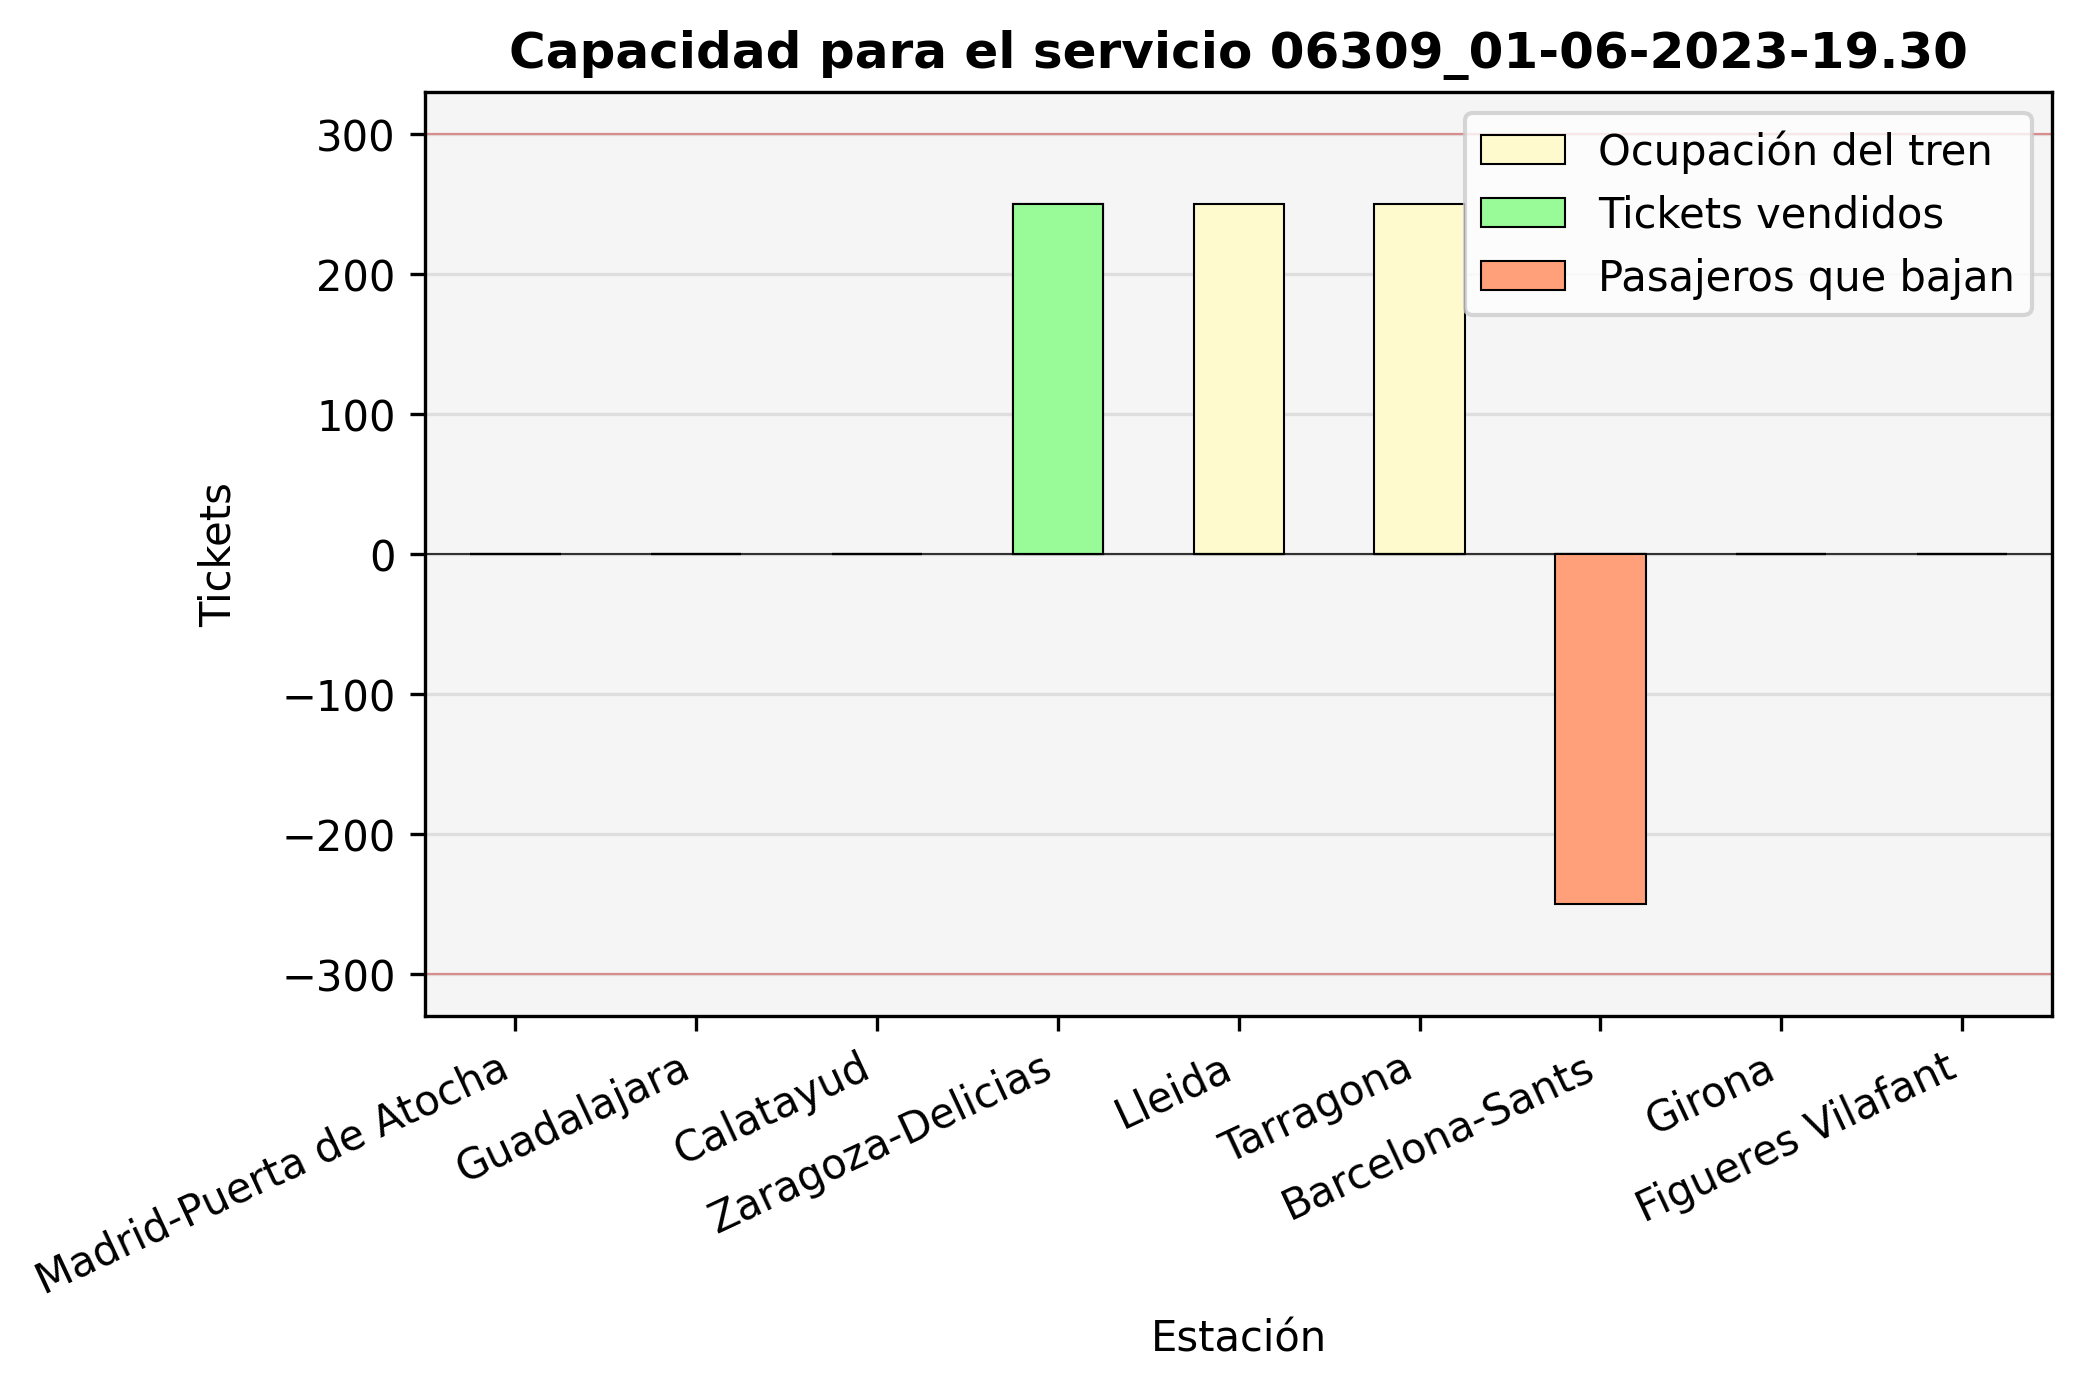 Capacidad para el servicio 06309_01-06-2023-19.30
Ocupación del tren
Tickets vendidos
Pasajeros que bajan
300
200
100
0
−100
−200
−300
Tickets
Madrid-Puerta de Atocha
Guadalajara
Calatayud
Zaragoza-Delicias
Lleida
Tarragona
Barcelona-Sants
Girona
Figueres Vilafant
Estación